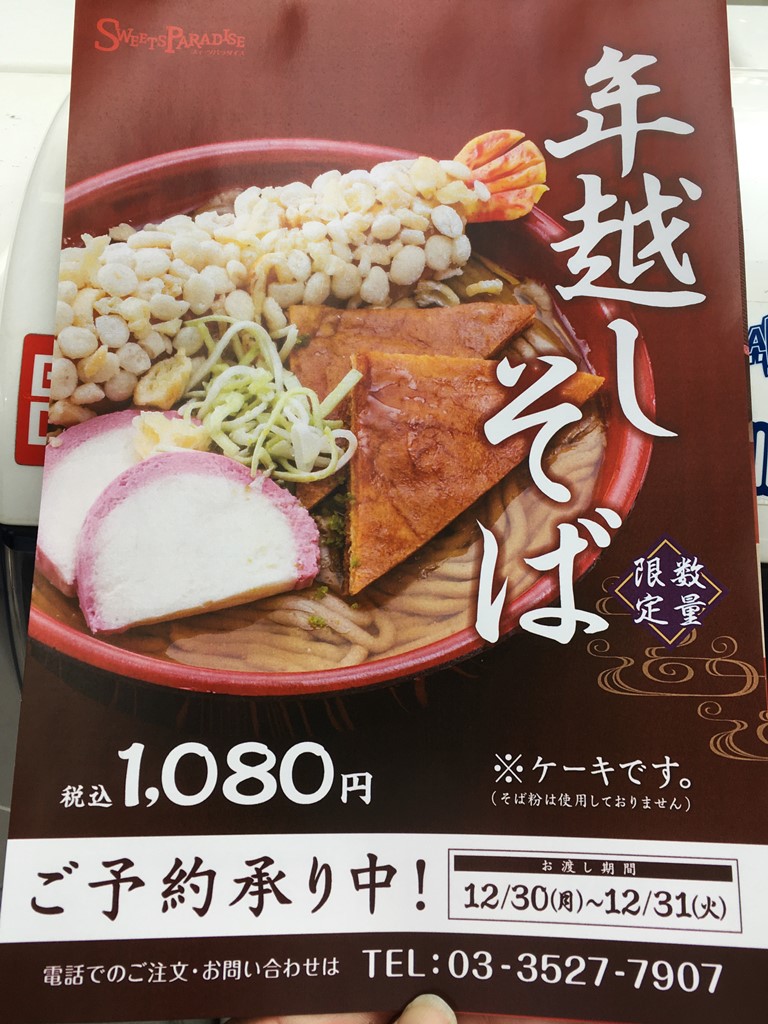 SWEETSPARADISE
年越しそば
数量
限定
税込1,080円
※ケーキです。
(そば粉は使用しておりません)
ご予約承り中!
お渡し期間
12/30(月)~12/31(火)
電話でのご注文・お問い合わせは TEL:03-3527-7907